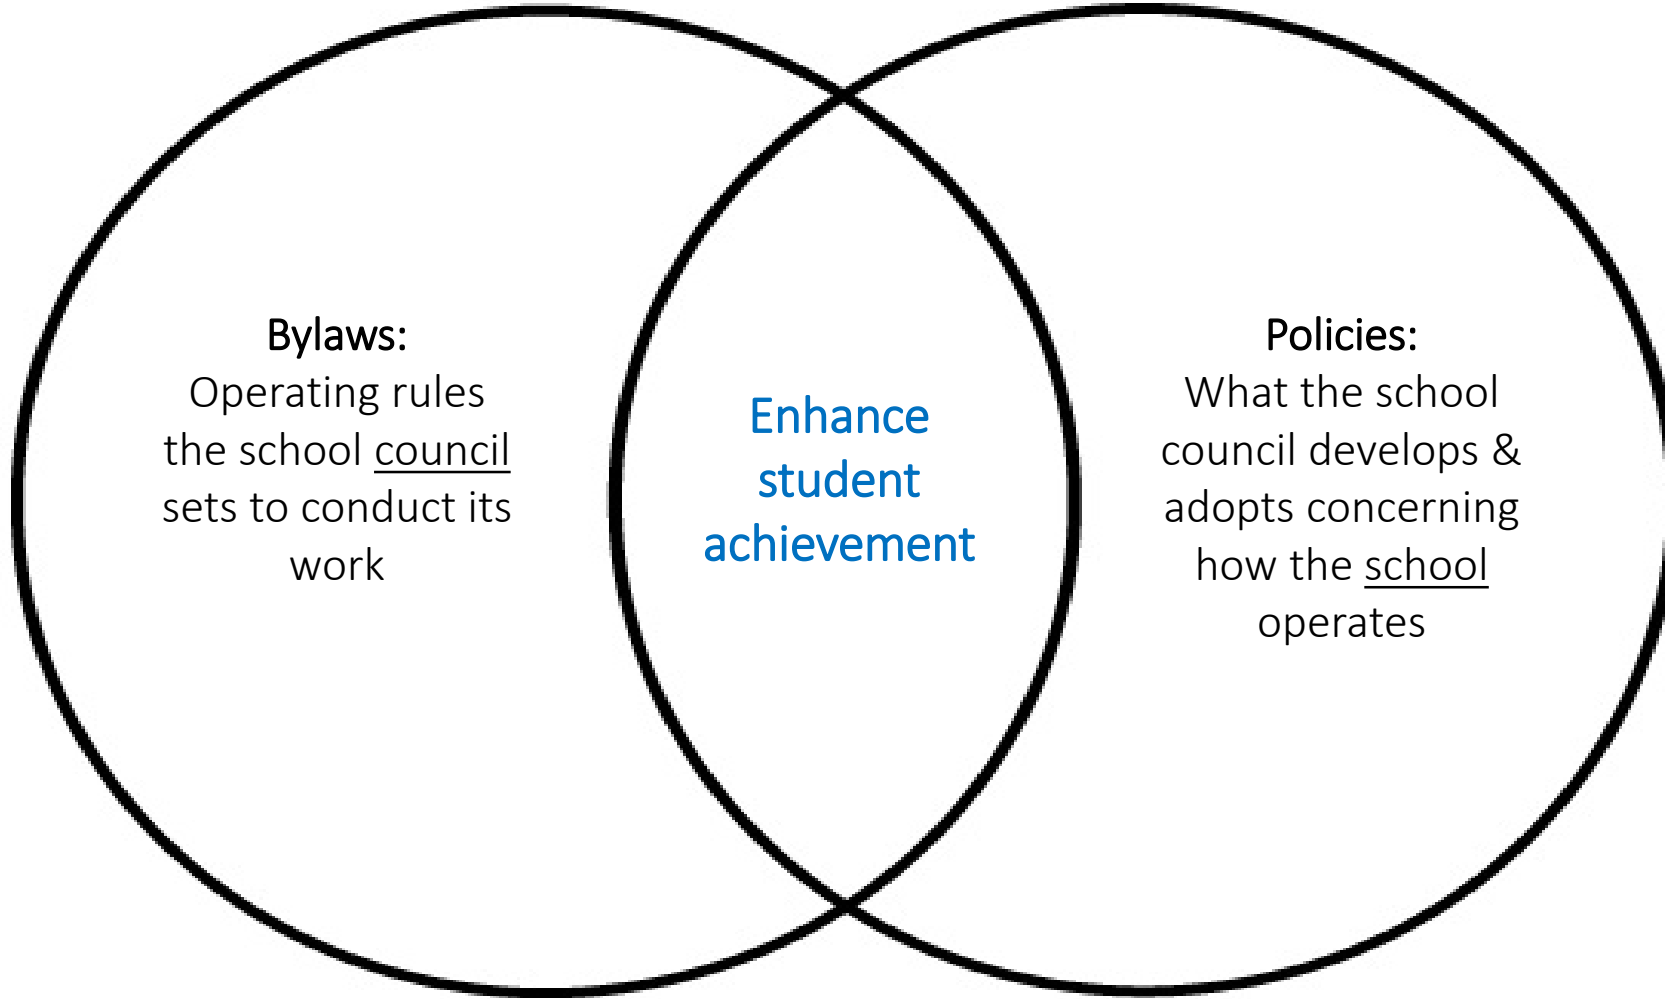 Bylaws:
Operating rules
the school council
sets to conduct its
work
Enhance
student
achievement
Policies:
What the school
council develops &
adopts concerning
how the school
operates